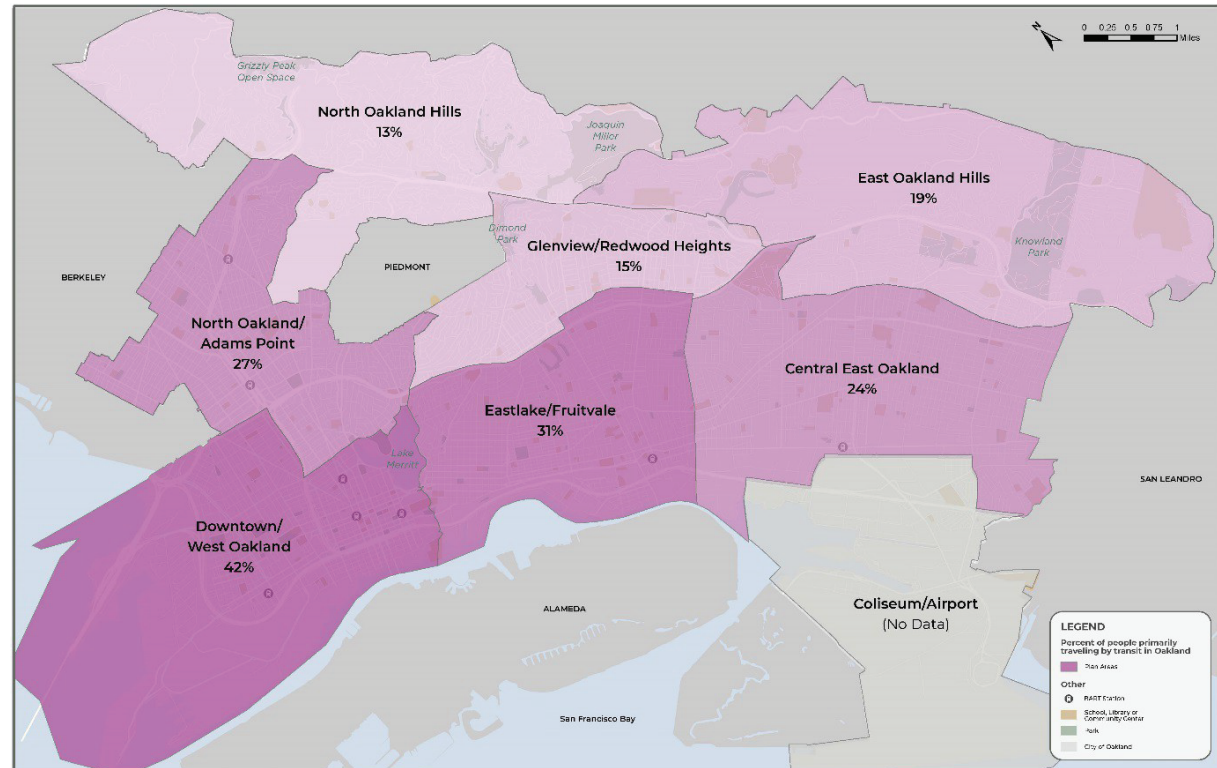 N
0 0.25 0.5 0.75 1
Miles
Grizzly Peak
Open Space
North Oakland Hills
13%
Joaquin
Miller
Park
East Oakland Hills
19%
Knowland
Park
Dimond
Park
Glenview/Redwood Heights
15%
PIEDMONT
BERKELEY
North Oakland/
Adams Point
27%
Central East Oakland
24%
Eastlake/Fruitvale
31%
Lake
Merritt
SAN LEANDRO
Downtown/
West Oakland
42%
ALAMEDA
Coliseum/Airport
(No Data)
San Francisco Bay
LEGEND
Percent of people primarily
traveling by transit in Oakland
Plan Areas
Other
BART Station
School, Library or
Community Center
Park
City of Oakland